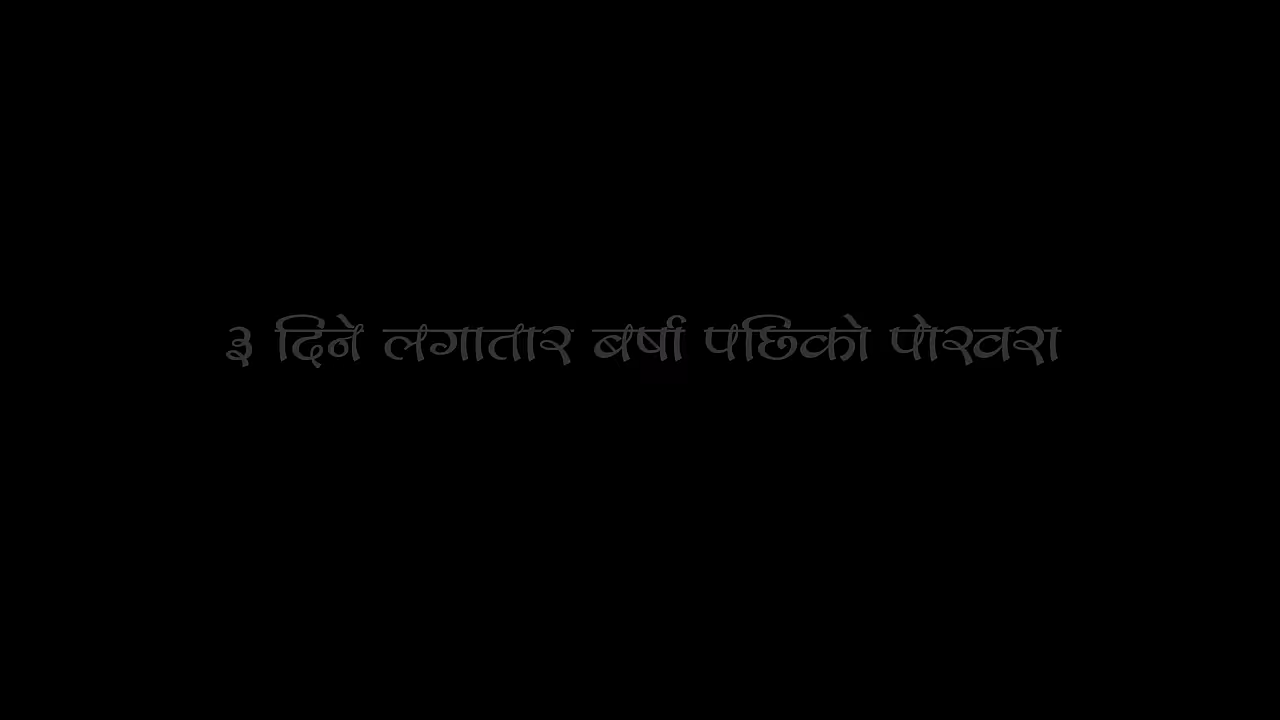 ३ दिने लगातार बर्षा पछिको पोखरा